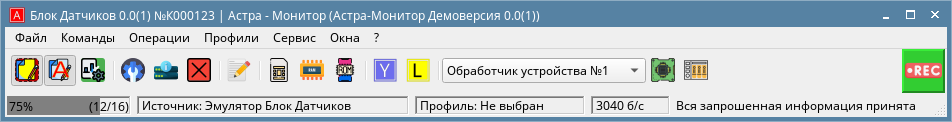 Блок Датчиков 0.0(1) №K000123 | Астра - Монитор (Астра-Монитор Демоверсия 0.0(1))
Файл Команды Операции Профили Сервис Окна ?
Y L Обработчик устройства №1 REC
75% (12/16) Источник: Эмулятор Блок Датчиков Профиль: Не выбран 3040 б/с Вся запрошенная информация принята